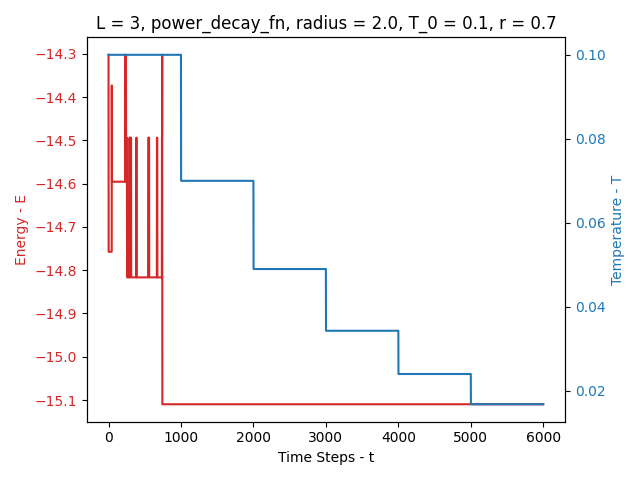 L = 3, power_decay_fn, radius = 2.0, T_0 = 0.1, r = 0.7
−14.3
−14.4
−14.5
−14.6
−14.7
−14.8
−14.9
−15.0
−15.1
Energy - E
0.10
0.08
0.06
0.04
0.02
Temperature - T
0 1000 2000 3000 4000 5000 6000
Time Steps - t